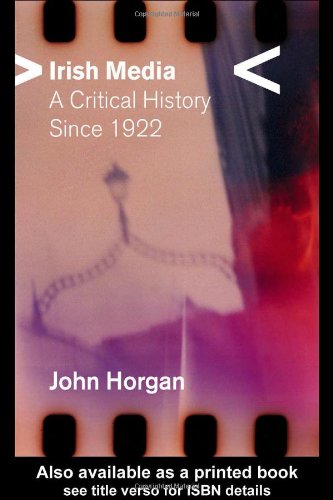 Irish Media
A Critical History
Since 1922
John Horgan
Also available as a printed book
see title verso for ISBN details